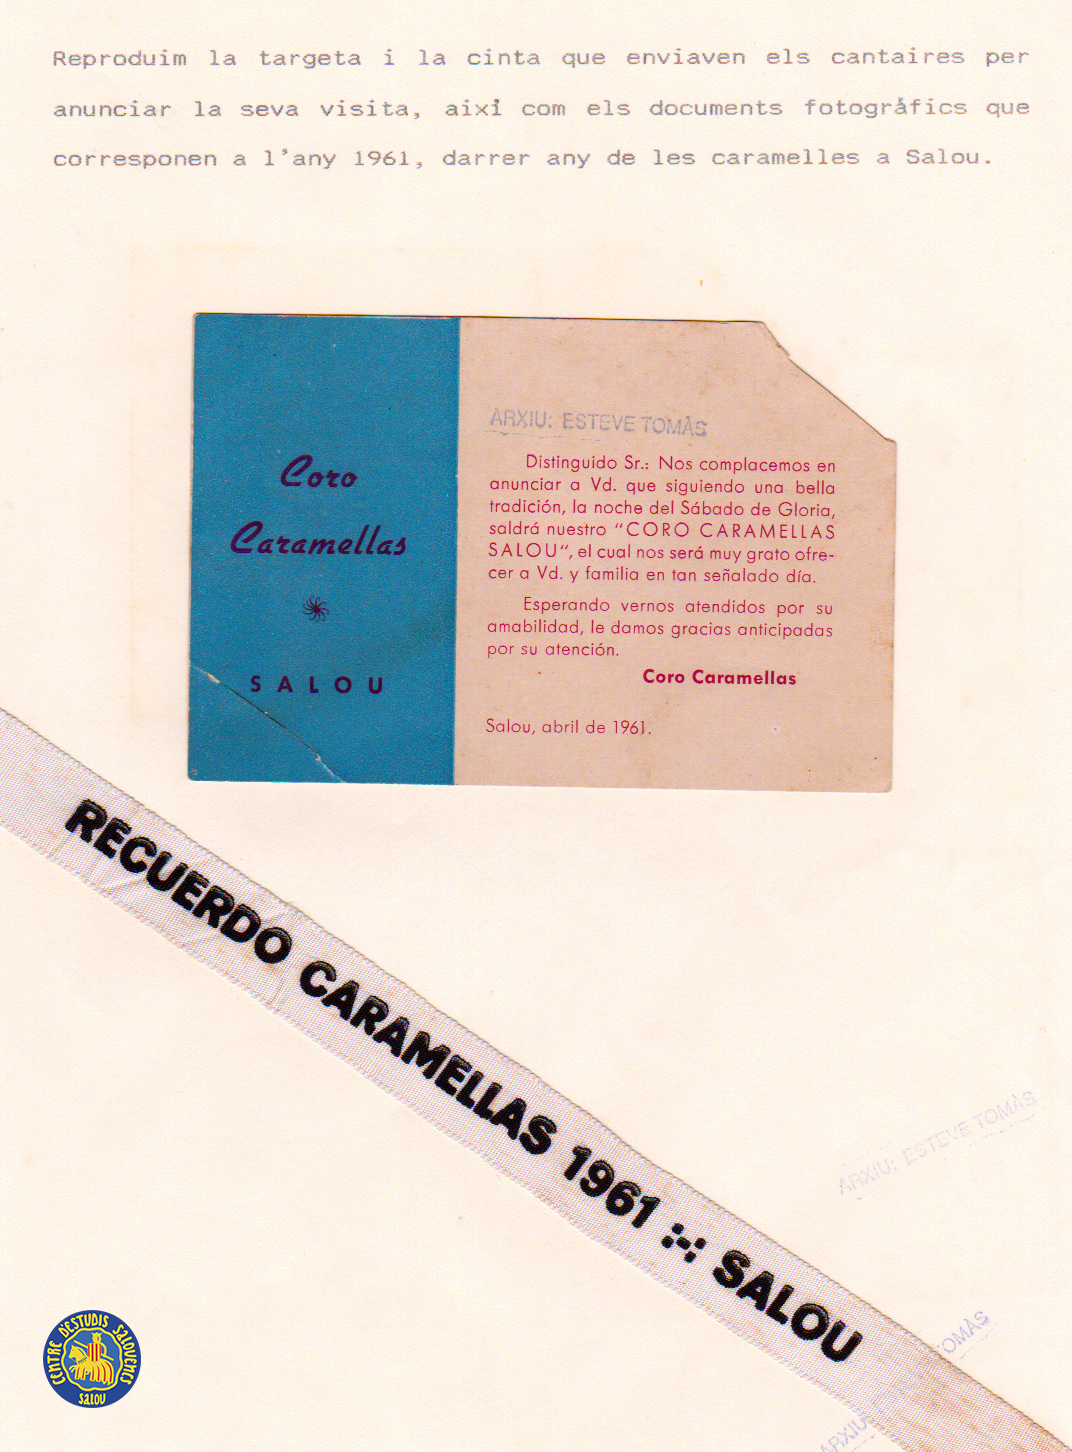 Reproduim la targeta i la cinta que enviaven els cantaires per
anunciar la seva visita, així com els documents fotogràfics que
corresponen a l'any 1961, darrer any de les caramelles a Salou.
Coro
Caramellas
SALOU
ARXIU: ESTEVE TOMÀS
Distinguido Sr.: Nos complacemos en
anunciar a Vd. que siguiendo una bella
tradición, la noche del Sábado de Gloria,
saldrá nuestro "CORO CARAMELLAS
SALOU", el cual nos será muy grato ofre-
cer a Vd. y familia en tan señalado día.
Esperando vernos atendidos por su
amabilidad, le damos gracias anticipadas
por su atención.
Coro Caramellas
Salou, abril de 1961.
RECUERDO CARAMELLAS 1961 SALOU
ARXIU: ESTEVE TOMÀS
ARXIU OMÀS
CENTRE D'ESTUDIS SALOUENCS
SALOU